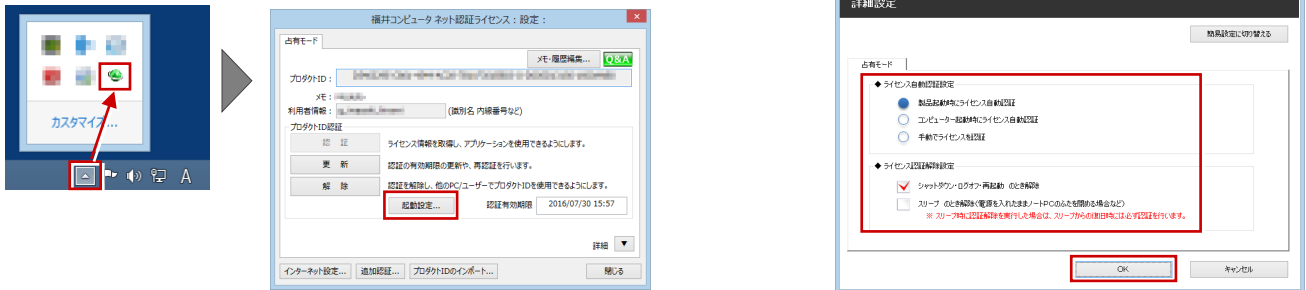 カスタマイズ...
A
福井コンピュータ ネット認証ライセンス：設定：
占有モード
メモ・履歴編集... Q&A
プロダクトID：
メモ：
利用者情報： (識別名 内線番号など)
プロダクトID認証
認 証 ライセンス情報を取得し、アプリケーションを使用できるようにします。
更 新 認証の有効期限の更新や、再認証を行います。
解 除 認証を解除し、他のPC/ユーザーでプロダクトIDを使用できるようにします。
起動設定... 認証有効期限 2016/07/30 15:57
詳細 ▼
インターネット設定... 追加認証... プロダクトIDのインポート... 閉じる
詳細設定
簡易設定に切り替える
占有モード
◆ ライセンス自動認証設定
製品起動時にライセンス自動認証
コンピューター起動時にライセンス自動認証
手動でライセンスを認証
◆ ライセンス認証解除設定
シャットダウン・ログオフ・再起動 のとき解除
スリープ のとき解除(電源を入れたままノートPCのふたを閉める場合など)
※ スリープ時に認証解除を実行した場合は、スリープからの復旧時には必ず認証を行います。
OK キャンセル